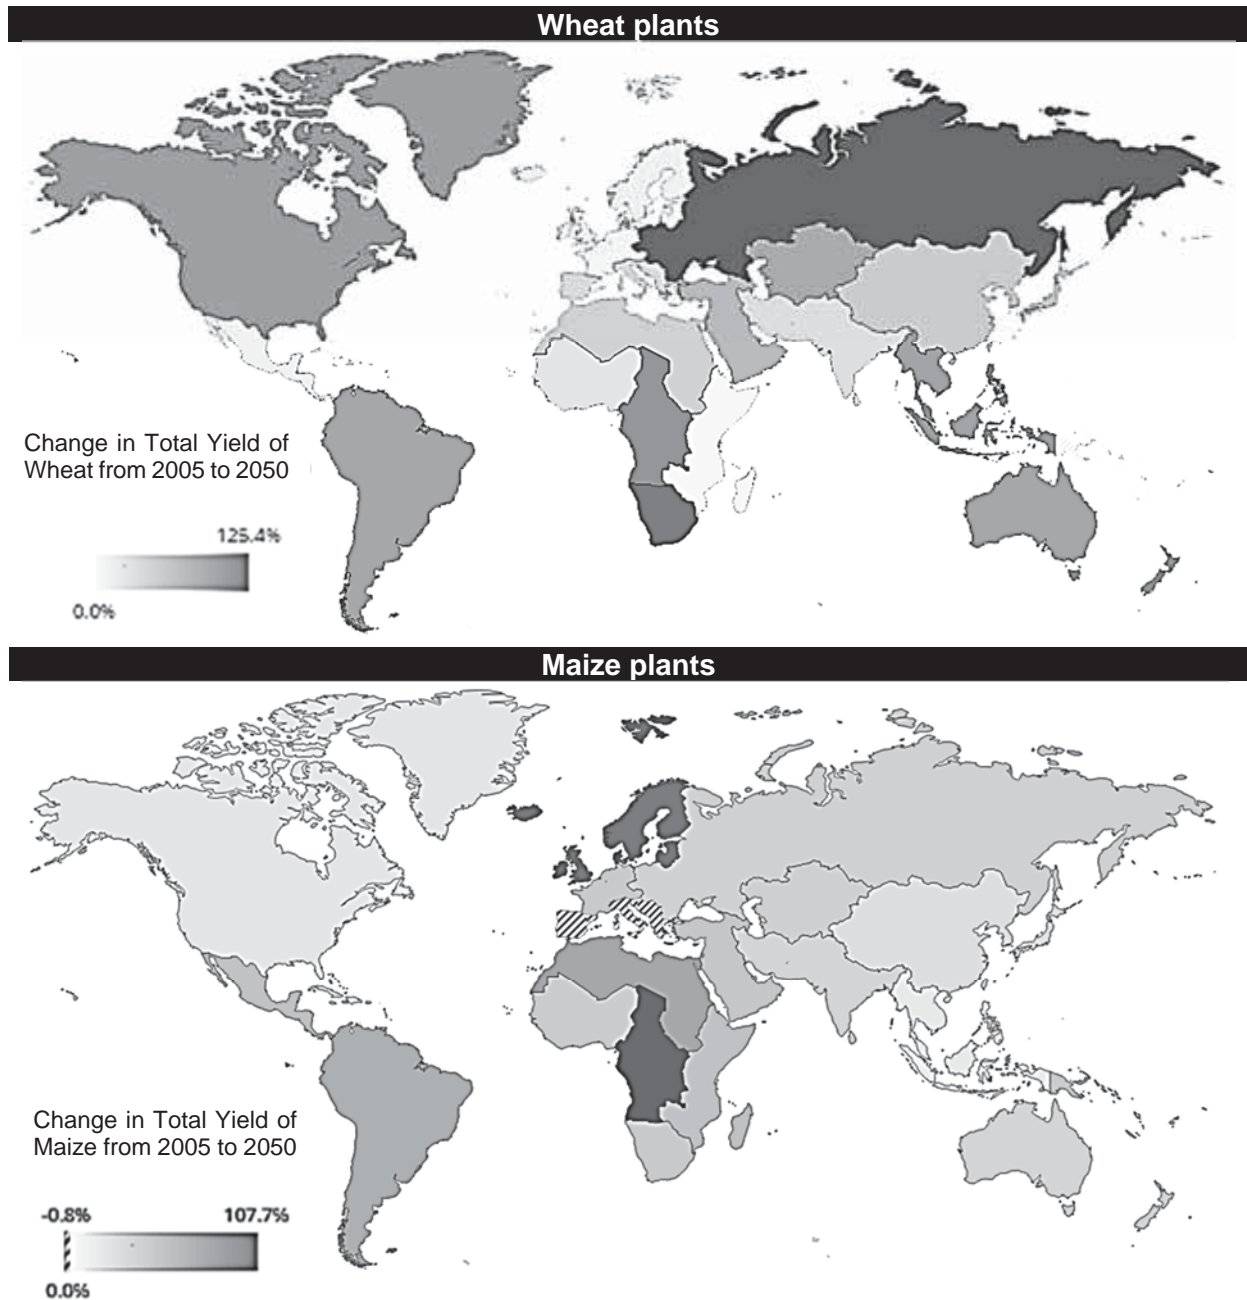 Wheat plants
Change in Total Yield of
Wheat from 2005 to 2050
125.4%
0.0%
Maize plants
Change in Total Yield of
Maize from 2005 to 2050
-0.8% 107.7%
0.0%